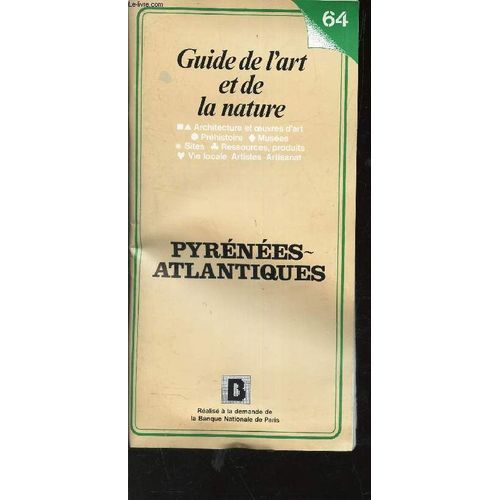 Le-livre.com
64
Guide de l'art
et de
la nature
■▲ Architecture et œuvres d'art
⬣ Préhistoire ◆ Musées
✷ Sites ♣ Ressources, produits
♥ Vie locale Artistes-Artisanat
PYRÉNÉES~
ATLANTIQUES
B
Réalisé à la demande de
la Banque Nationale de Paris